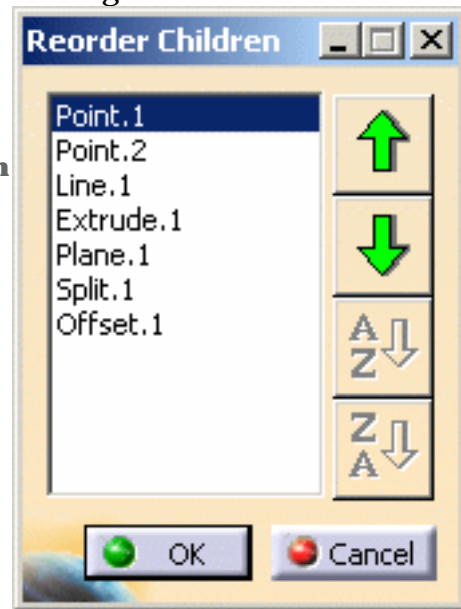 Reorder Children
Point.1
Point.2
Line.1
Extrude.1
Plane.1
Split.1
Offset.1
A
Z
Z
A
OK
Cancel